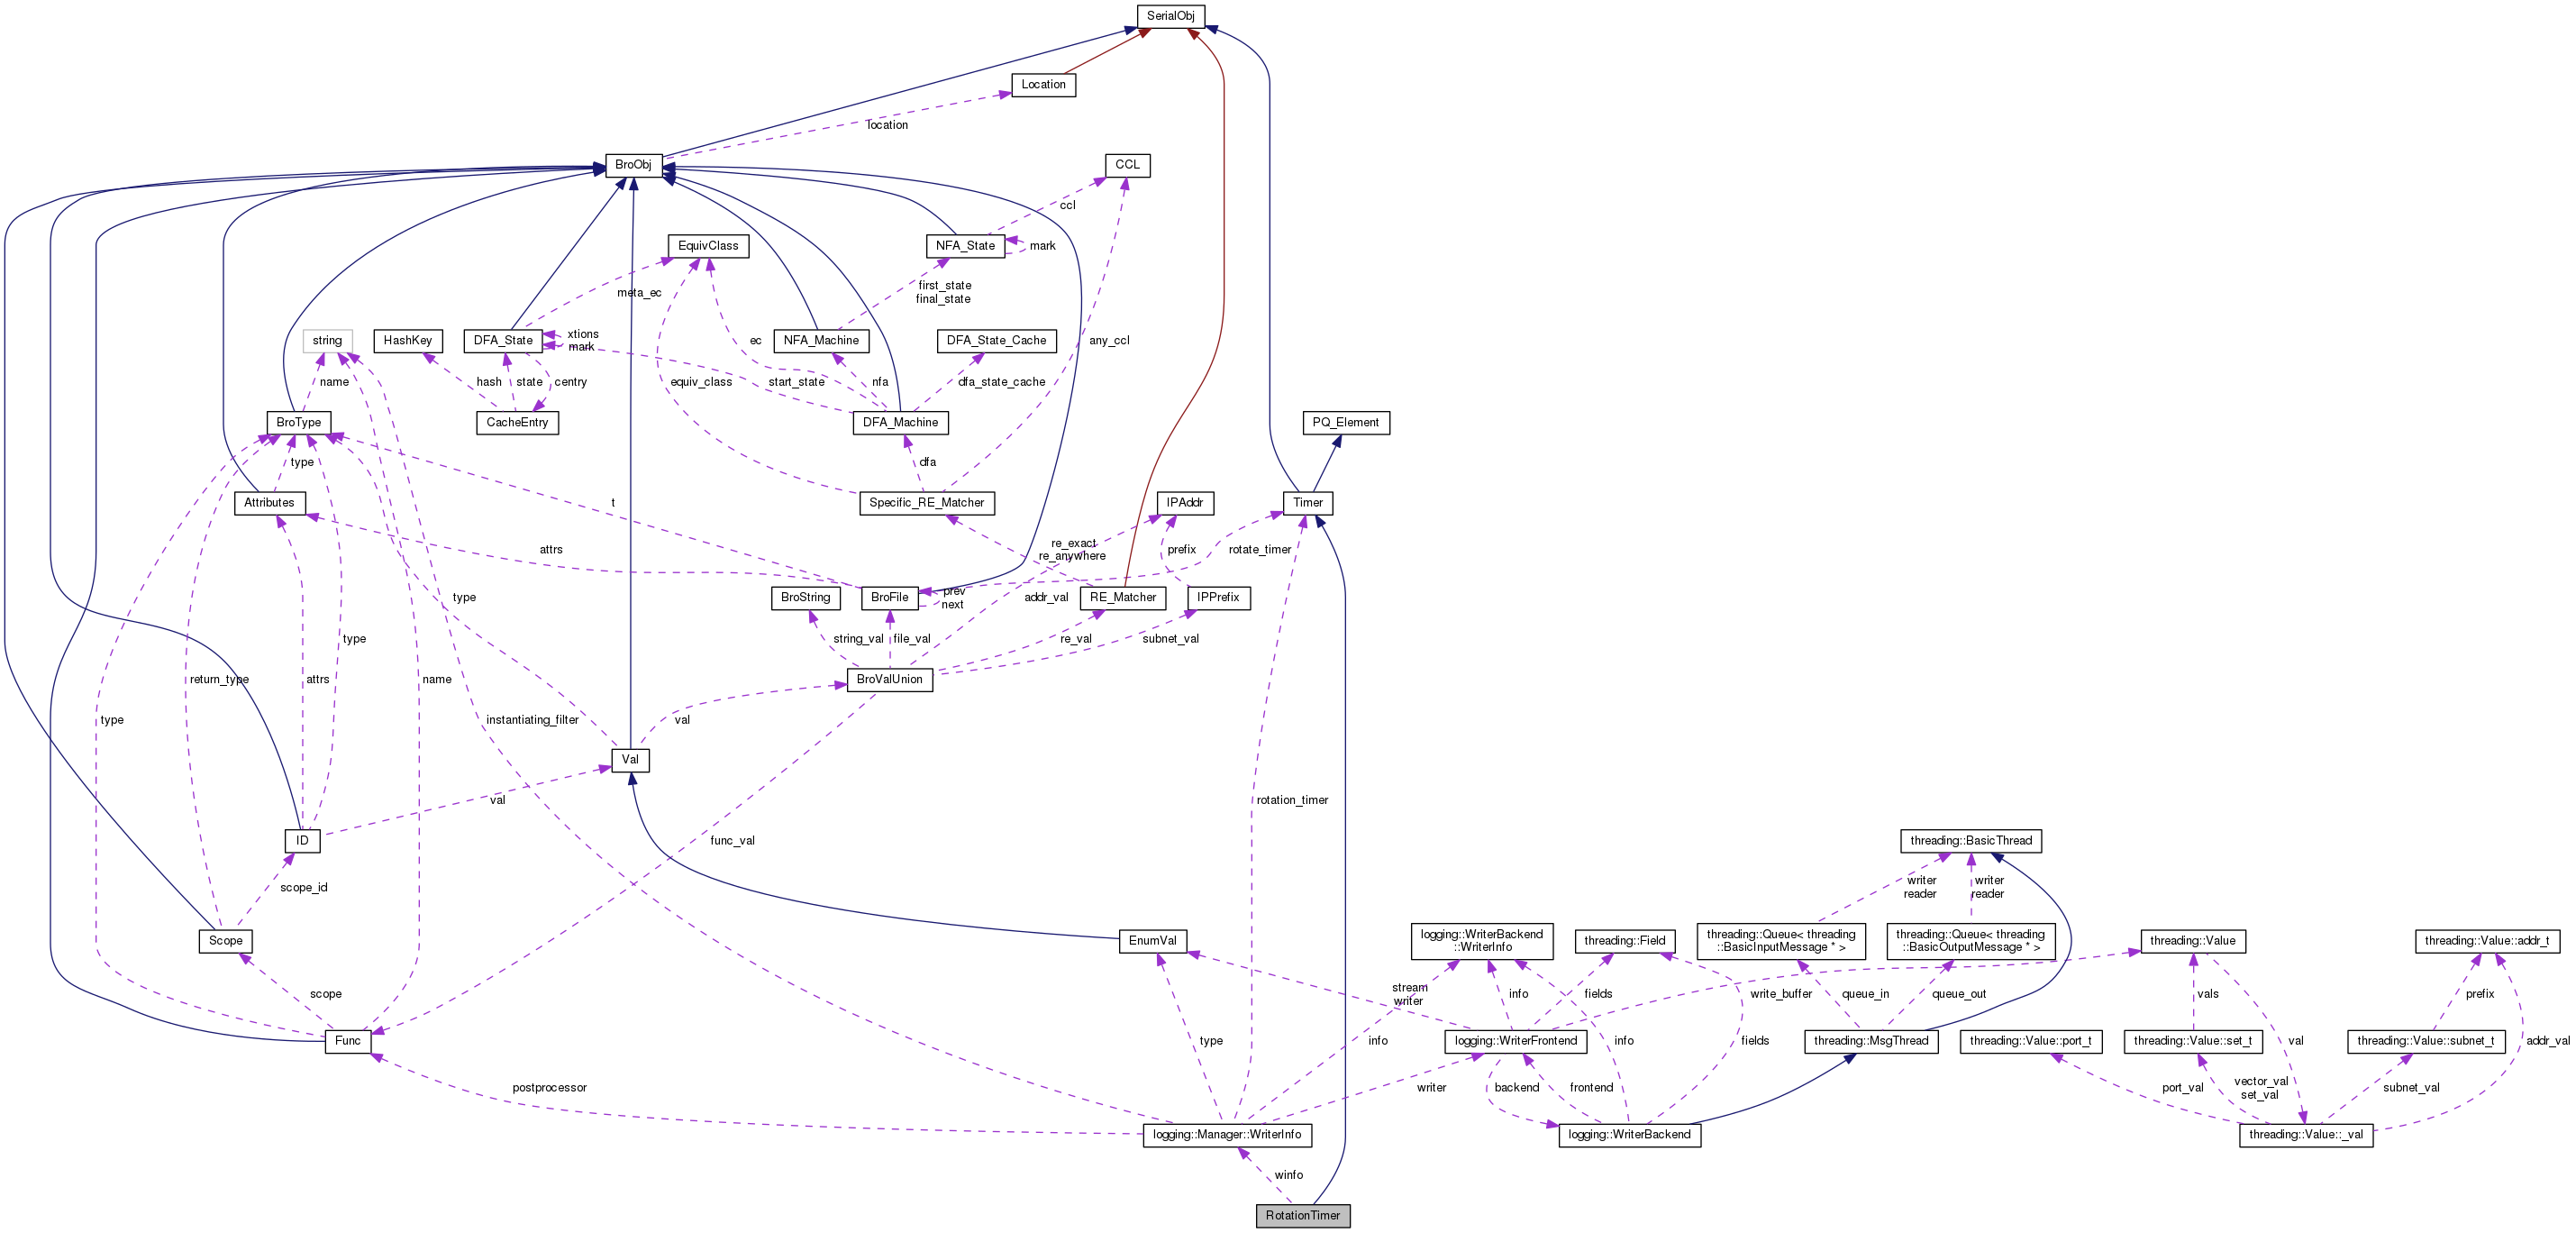 SerialObj
Location
location
BroObj
CCL
ccl
EquivClass
NFA_State
mark
meta_ec
first_state
final_state
string
HashKey
DFA_State
xtions
mark
ec
NFA_Machine
DFA_State_Cache
any_ccl
name
hash
state
centry
equiv_class
start_state
nfa
dfa_state_cache
BroType
CacheEntry
DFA_Machine
PQ_Element
type
dfa
Attributes
t
Specific_RE_Matcher
IPAddr
Timer
attrs
re_exact
re_anywhere
prefix
rotate_timer
type
BroString
BroFile
prev
next
addr_val
RE_Matcher
IPPrefix
type
string_val
file_val
re_val
subnet_val
return_type
attrs
name
BroValUnion
type
instantiating_filter
val
Val
val
rotation_timer
ID
func_val
threading::BasicThread
scope_id
writer
reader
writer
reader
Scope
EnumVal
logging::WriterBackend
::WriterInfo
threading::Field
threading::Queue< threading
::BasicInputMessage * >
threading::Queue< threading
::BasicOutputMessage * >
threading::Value
threading::Value::addr_t
scope
stream
writer
info
fields
write_buffer
queue_in
queue_out
vals
prefix
Func
type
info
logging::WriterFrontend
info
fields
threading::MsgThread
threading::Value::port_t
threading::Value::set_t
val
threading::Value::subnet_t
addr_val
postprocessor
writer
backend
frontend
port_val
vector_val
set_val
subnet_val
logging::Manager::WriterInfo
logging::WriterBackend
threading::Value::_val
winfo
RotationTimer